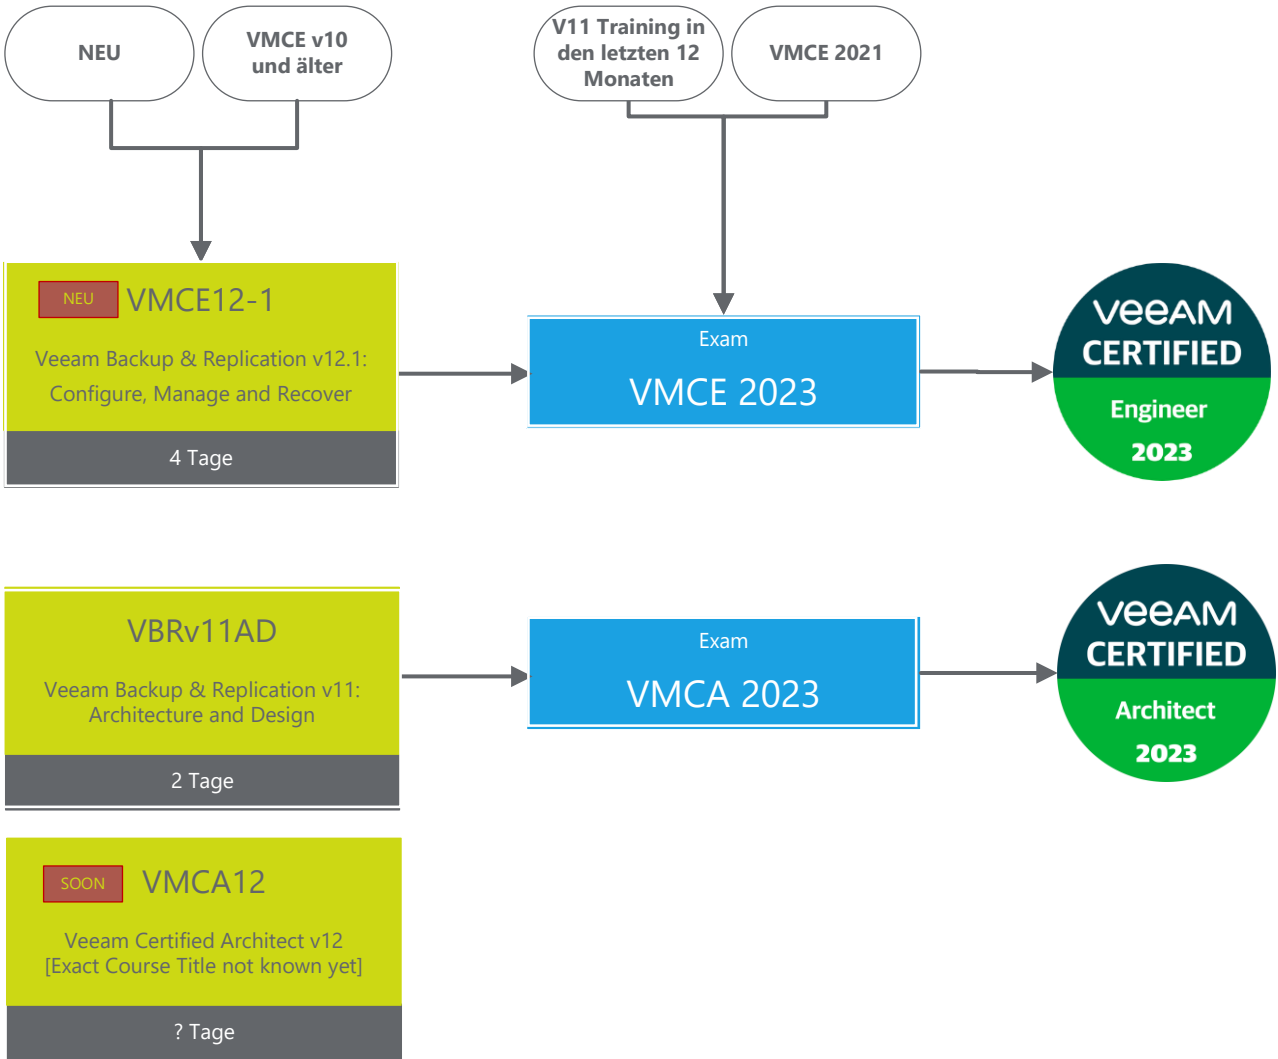 NEU
VMCE v10
und älter
V11 Training in
den letzten 12
Monaten
VMCE 2021
NEU
VMCE12-1
Veeam Backup & Replication v12.1:
Configure, Manage and Recover
4 Tage
Exam
VMCE 2023
veeAM
CERTIFIED
Engineer
2023
VBRv11AD
Veeam Backup & Replication v11:
Architecture and Design
2 Tage
Exam
VMCA 2023
veeAM
CERTIFIED
Architect
2023
SOON
VMCA12
Veeam Certified Architect v12
[Exact Course Title not known yet]
? Tage